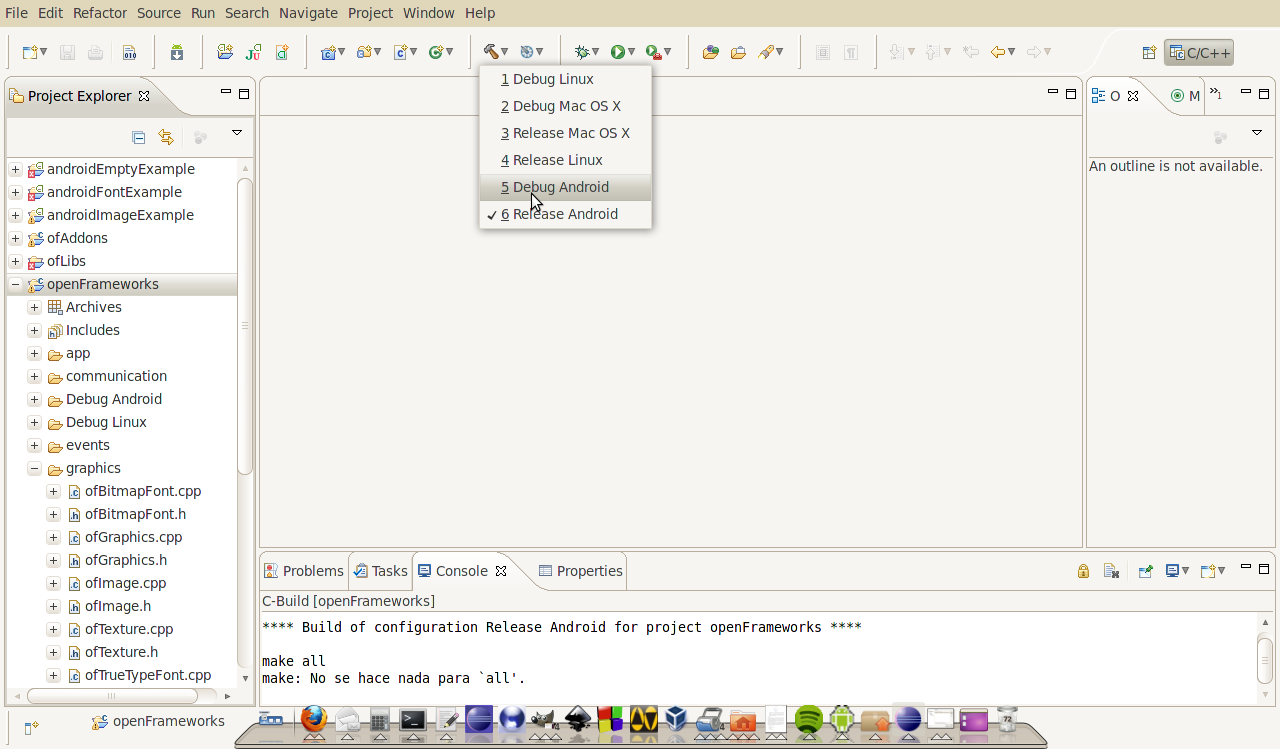 File Edit Refactor Source Run Search Navigate Project Window Help
C/C++
Project Explorer
1 Debug Linux
2 Debug Mac OS X
3 Release Mac OS X
4 Release Linux
5 Debug Android
✓ 6 Release Android
O M »1
An outline is not available.
androidEmptyExample
androidFontExample
androidImageExample
ofAddons
ofLibs
openFrameworks
Archives
Includes
app
communication
Debug Android
Debug Linux
events
graphics
ofBitmapFont.cpp
ofBitmapFont.h
ofGraphics.cpp
ofGraphics.h
ofImage.cpp
ofImage.h
ofTexture.cpp
ofTexture.h
ofTrueTypeFont.cpp
Problems Tasks Console Properties
C-Build [openFrameworks]
**** Build of configuration Release Android for project openFrameworks ****
make all
make: No se hace nada para `all'.
openFrameworks
72